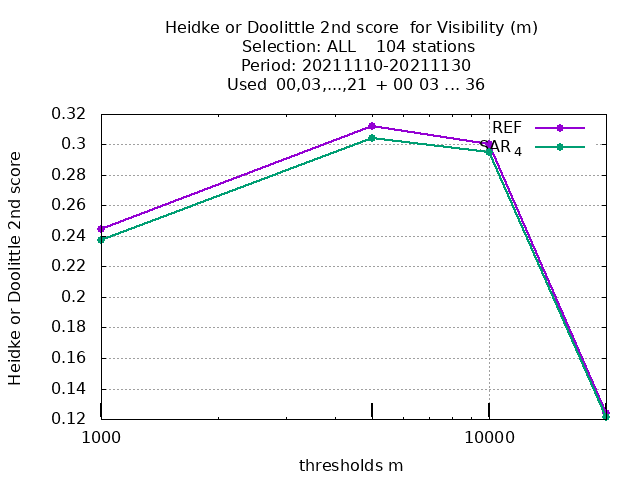 Heidke or Doolittle 2nd score for Visibility (m)
Selection: ALL 104 stations
Period: 20211110-20211130
Used 00,03,...,21 + 00 03 ... 36
Heidke or Doolittle 2nd score
0.32
0.3
0.28
0.26
0.24
0.22
0.2
0.18
0.16
0.14
0.12
REF
SAR 4
1000
10000
thresholds m